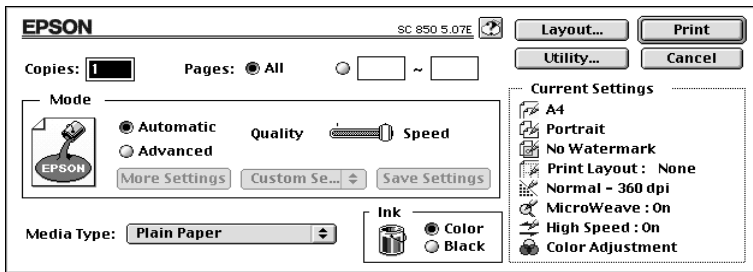 EPSON
SC 850 5.07E
Layout...
Print
Utility...
Cancel
Copies: 1
Pages: All
~
Mode
EPSON
Automatic
Advanced
Quality
Speed
More Settings
Custom Se...
Save Settings
Media Type: Plain Paper
Ink
Color
Black
Current Settings
A4
Portrait
No Watermark
Print Layout : None
Normal - 360 dpi
MicroWeave : On
High Speed : On
Color Adjustment